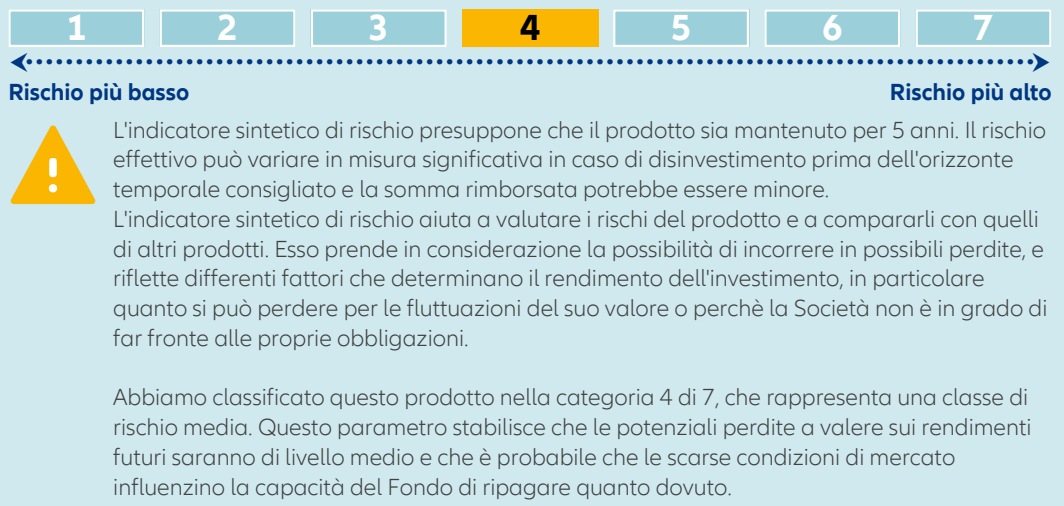 1 2 3 4 5 6 7
Rischio più basso Rischio più alto
L'indicatore sintetico di rischio presuppone che il prodotto sia mantenuto per 5 anni. Il rischio
effettivo può variare in misura significativa in caso di disinvestimento prima dell'orizzonte
temporale consigliato e la somma rimborsata potrebbe essere minore.
L'indicatore sintetico di rischio aiuta a valutare i rischi del prodotto e a compararli con quelli
di altri prodotti. Esso prende in considerazione la possibilità di incorrere in possibili perdite, e
riflette differenti fattori che determinano il rendimento dell'investimento, in particolare
quanto si può perdere per le fluttuazioni del suo valore o perchè la Società non è in grado di
far fronte alle proprie obbligazioni.
Abbiamo classificato questo prodotto nella categoria 4 di 7, che rappresenta una classe di
rischio media. Questo parametro stabilisce che le potenziali perdite a valere sui rendimenti
futuri saranno di livello medio e che è probabile che le scarse condizioni di mercato
influenzino la capacità del Fondo di ripagare quanto dovuto.